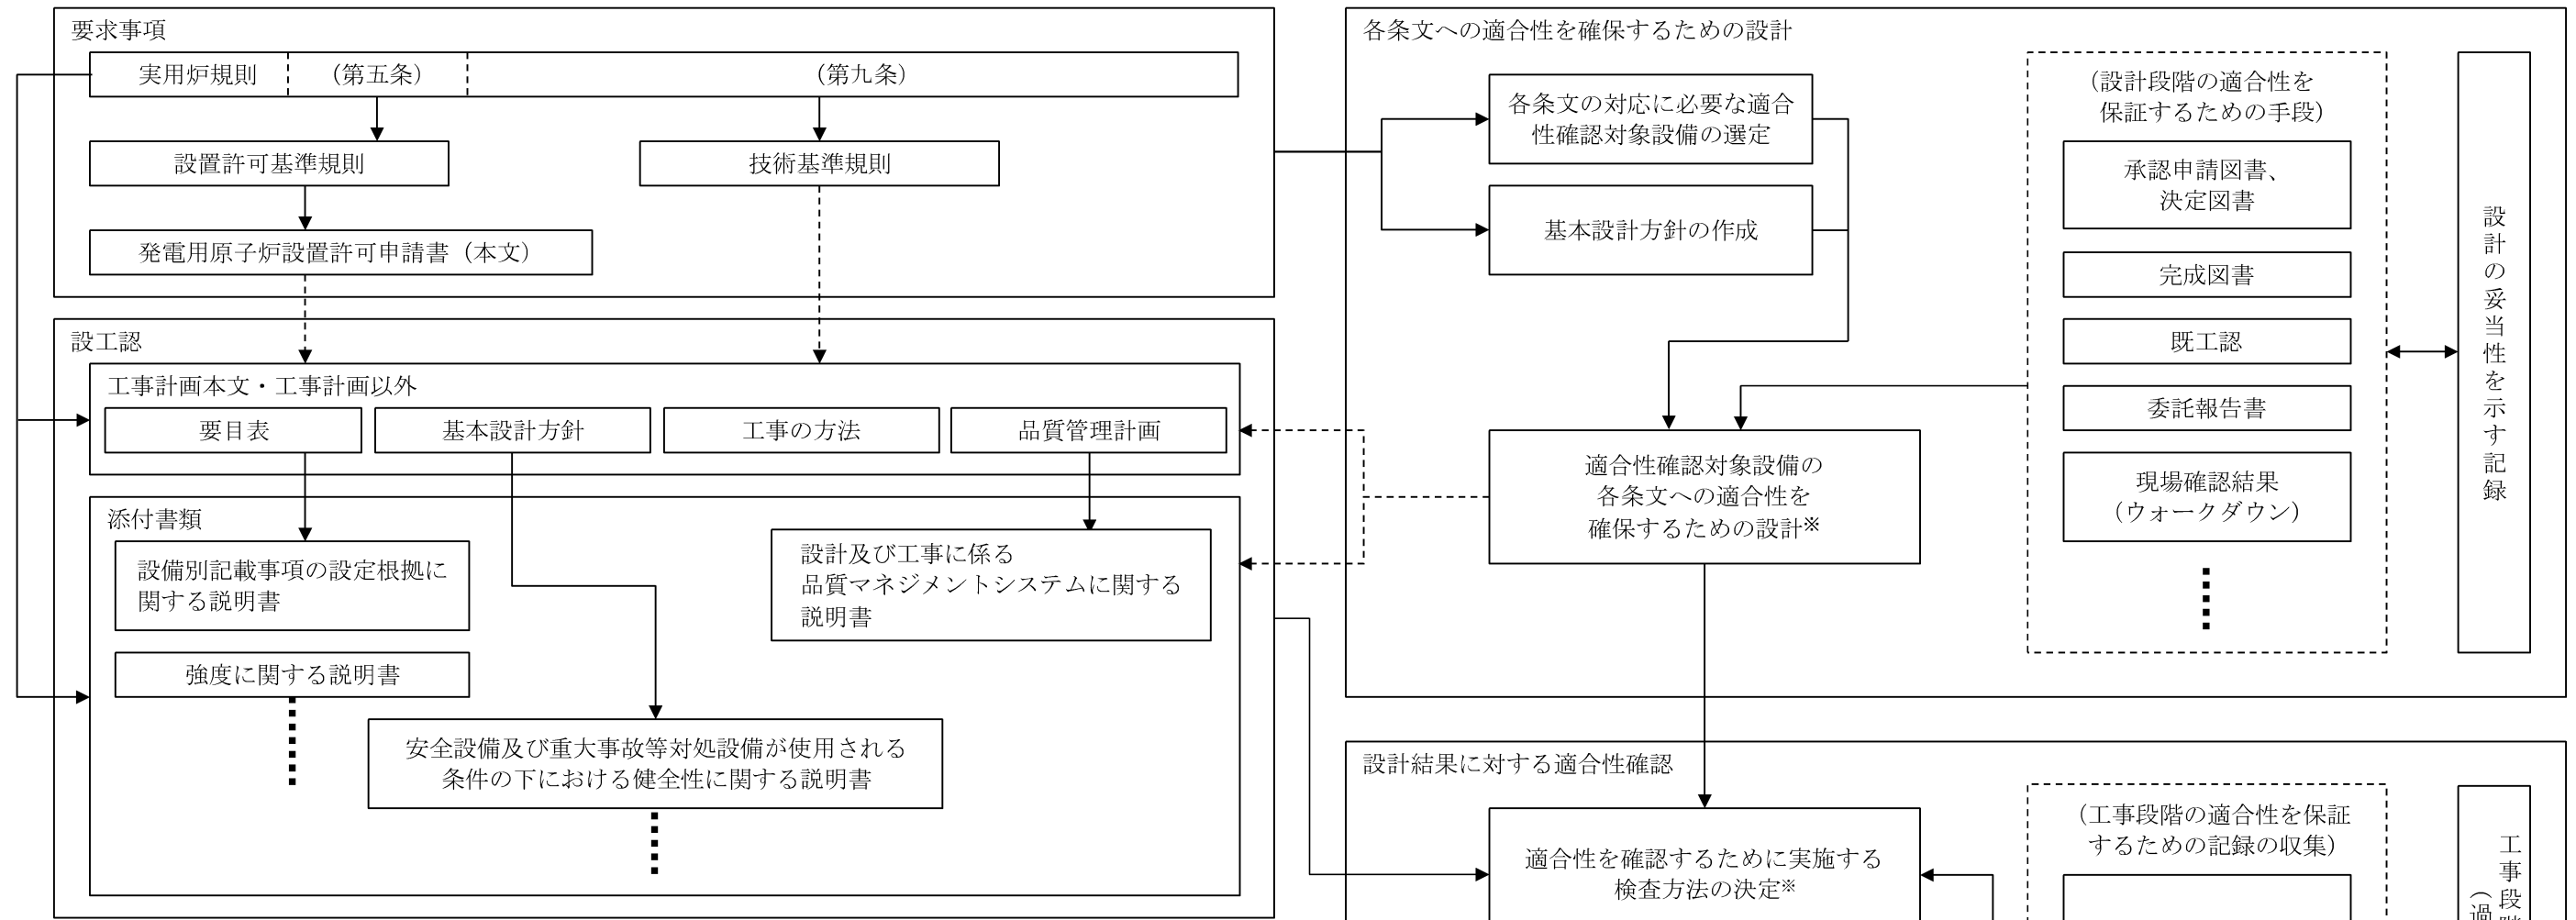 要求事項
実用炉規則
(第五条)
(第九条)
設置許可基準規則
技術基準規則
発電用原子炉設置許可申請書（本文）
設工認
工事計画本文・工事計画以外
要目表
基本設計方針
工事の方法
品質管理計画
添付書類
設備別記載事項の設定根拠に
関する説明書
設計及び工事に係る
品質マネジメントシステムに関する
説明書
強度に関する説明書
安全設備及び重大事故等対処設備が使用される
条件の下における健全性に関する説明書
各条文への適合性を確保するための設計
各条文の対応に必要な適合
性確認対象設備の選定
基本設計方針の作成
適合性確認対象設備の
各条文への適合性を
確保するための設計※
（設計段階の適合性を
保証するための手段）
承認申請図書、
決定図書
完成図書
既工認
委託報告書
現場確認結果
（ウォークダウン）
設計の妥当性を示す記録
設計結果に対する適合性確認
適合性を確認するために実施する
検査方法の決定※
（工事段階の適合性を保証
するための記録の収集）
工事段
（過